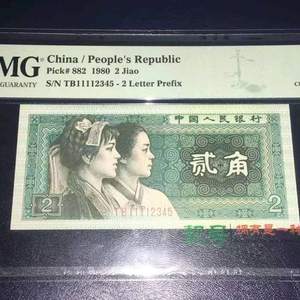 MG
GUARANTY
China / People's Republic
Pick# 882 1980 2 Jiao
S/N TB11112345 - 2 Letter Prefix
中国人民银行
贰角
2
TB11112345
2